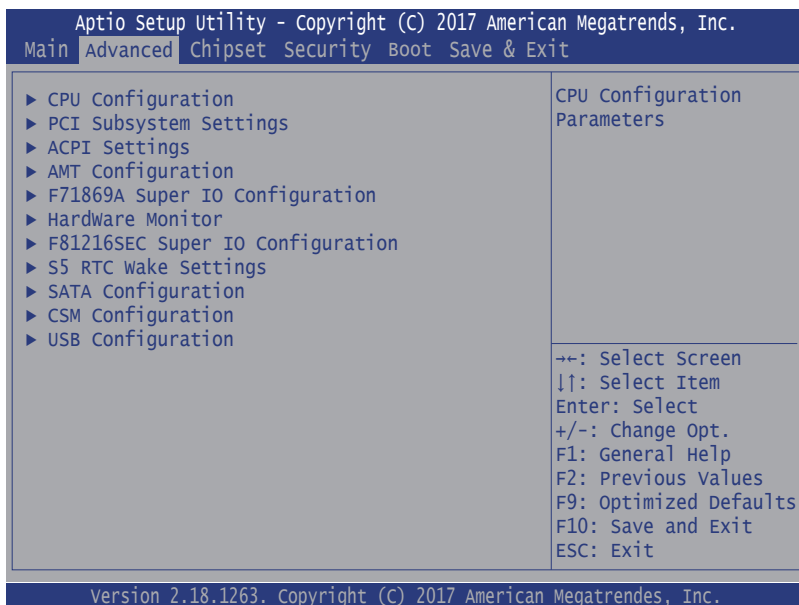 Aptio Setup Utility - Copyright (C) 2017 American Megatrends, Inc.
Main Advanced Chipset Security Boot Save & Exit
▶ CPU Configuration
▶ PCI Subsystem Settings
▶ ACPI Settings
▶ AMT Configuration
▶ F71869A Super IO Configuration
▶ HardWare Monitor
▶ F81216SEC Super IO Configuration
▶ S5 RTC Wake Settings
▶ SATA Configuration
▶ CSM Configuration
▶ USB Configuration
CPU Configuration
Parameters
→←: Select Screen
↓↑: Select Item
Enter: Select
+/-: Change Opt.
F1: General Help
F2: Previous Values
F9: Optimized Defaults
F10: Save and Exit
ESC: Exit
Version 2.18.1263. Copyright (C) 2017 American Megatrendes, Inc.